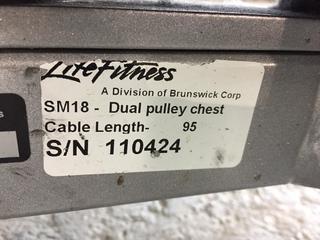 LifeFitness
A Division of Brunswick Corp
SM18 - Dual pulley chest
Cable Length- 95
S/N 110424